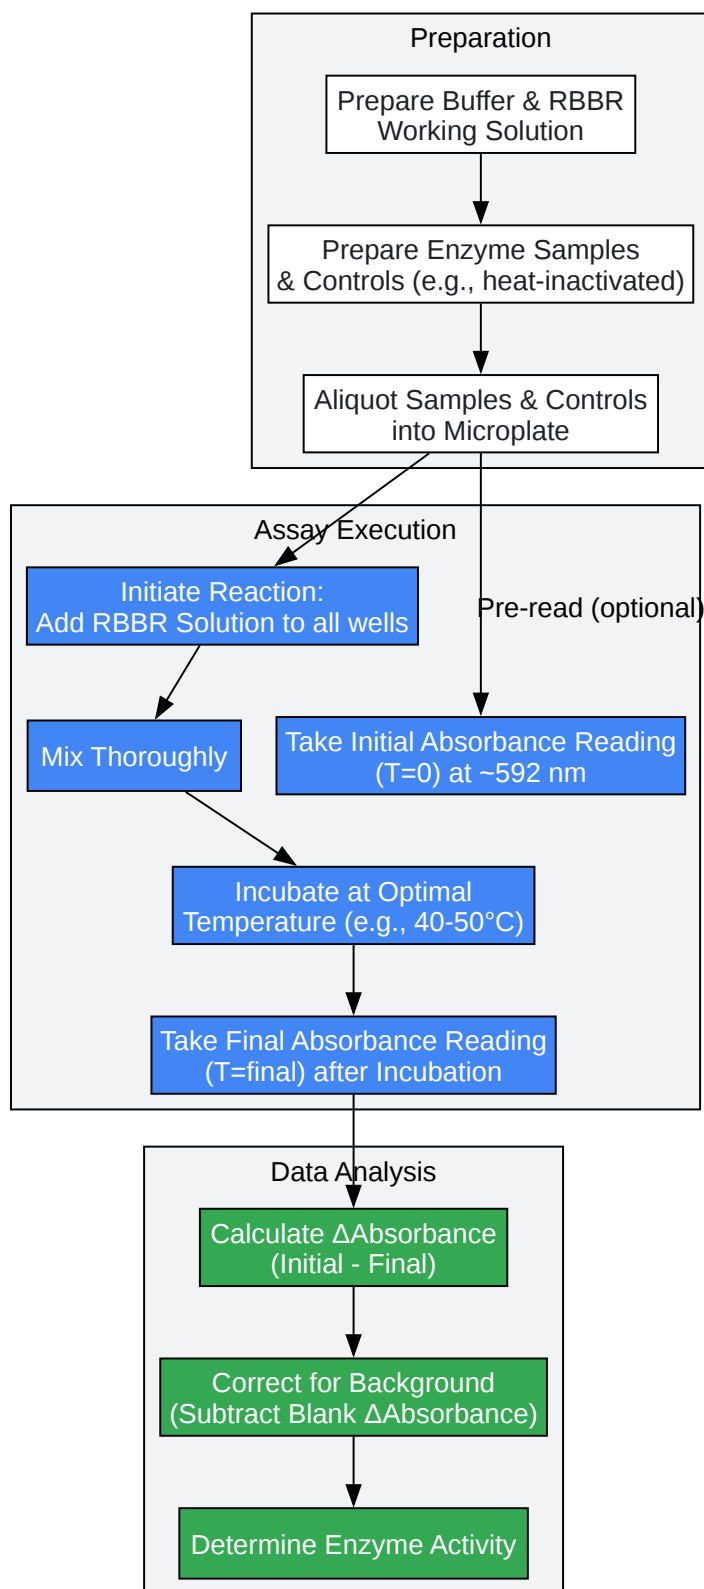 Preparation
Prepare Buffer & RBBR
Working Solution
Prepare Enzyme Samples
& Controls (e.g., heat-inactivated)
Aliquot Samples & Controls
into Microplate
Assay Execution
Initiate Reaction:
Add RBBR Solution to all wells
Pre-read (optional)
Mix Thoroughly
Take Initial Absorbance Reading
(T=0) at ~592 nm
Incubate at Optimal
Temperature (e.g., 40-50°C)
Take Final Absorbance Reading
(T=final) after Incubation
Data Analysis
Calculate ΔAbsorbance
(Initial - Final)
Correct for Background
(Subtract Blank ΔAbsorbance)
Determine Enzyme Activity